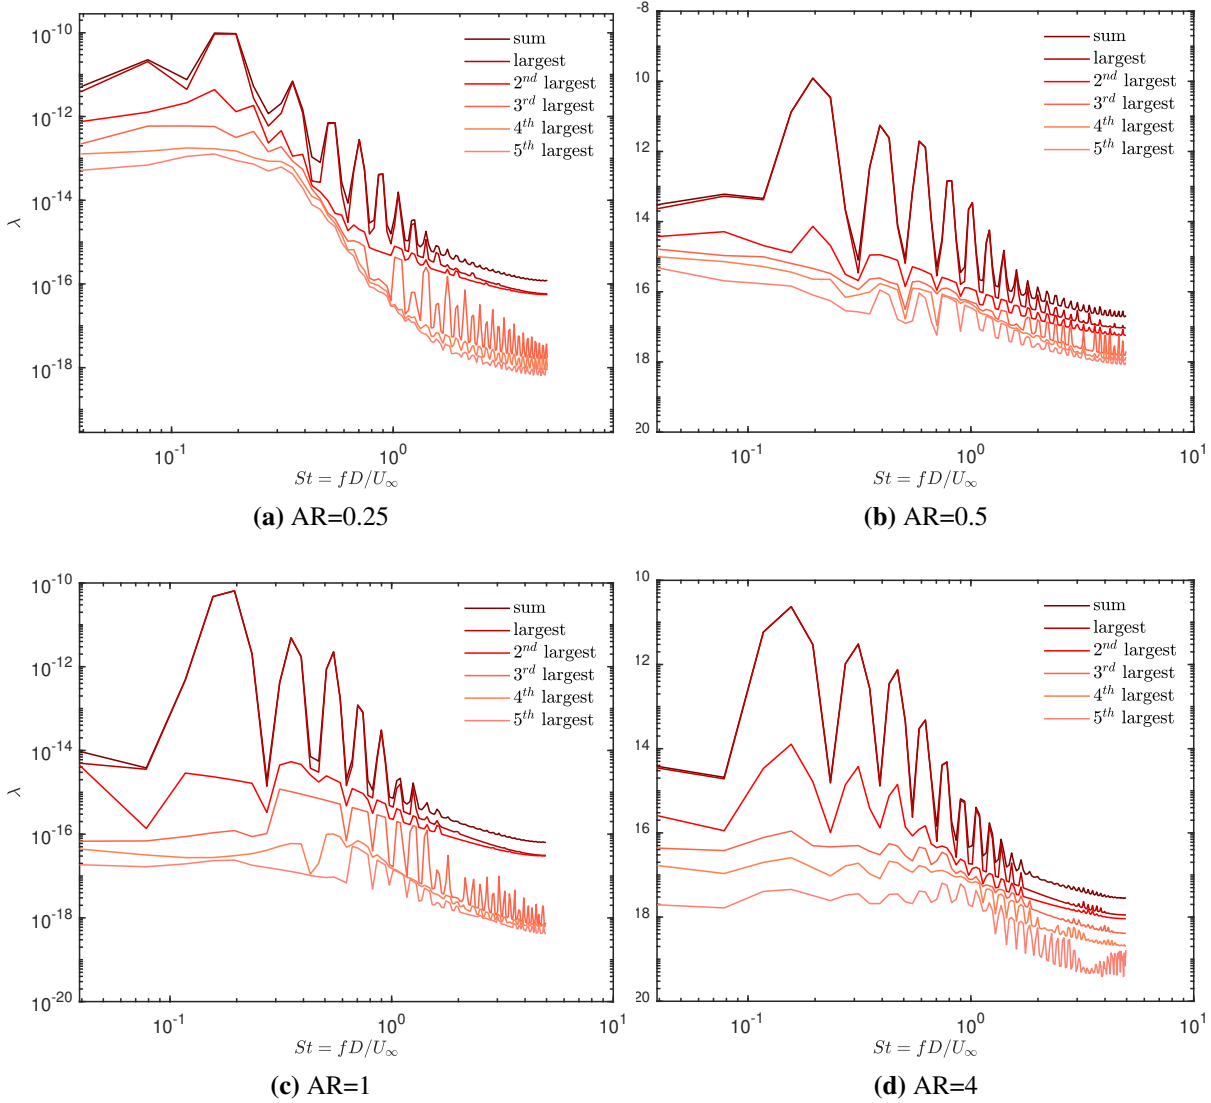 10^-10
10^-12
10^-14
10^-16
10^-18
λ
sum
largest
2^nd largest
3^rd largest
4^th largest
5^th largest
10^-1
10^0
St = fD/U_∞
(a) AR=0.25
-8
10
12
14
16
18
20
sum
largest
2^nd largest
3^rd largest
4^th largest
5^th largest
10^-1
10^0
10^1
St = fD/U_∞
(b) AR=0.5
10^-10
10^-12
10^-14
10^-16
10^-18
10^-20
λ
sum
largest
2^nd largest
3^rd largest
4^th largest
5^th largest
10^-1
10^0
10^1
St = fD/U_∞
(c) AR=1
10
12
14
16
18
20
sum
largest
2^nd largest
3^rd largest
4^th largest
5^th largest
10^-1
10^0
10^1
St = fD/U_∞
(d) AR=4